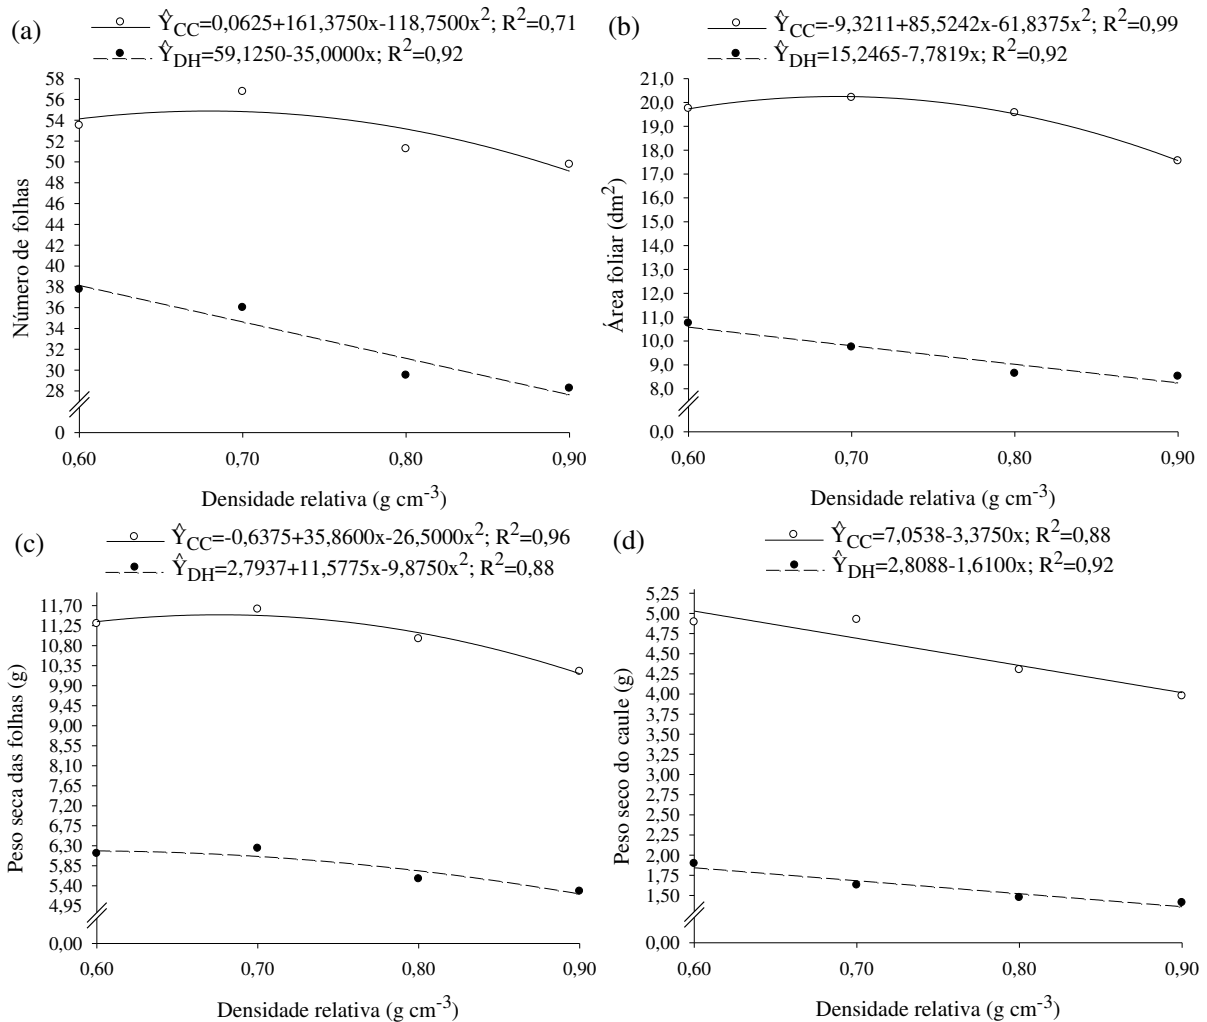 (a)
Ŷ_CC=0,0625+161,3750x-118,7500x²; R²=0,71
Ŷ_DH=59,1250-35,0000x; R²=0,92
58
56
54
52
50
48
46
44
42
40
38
36
34
32
30
28
0
Número de folhas
0,60 0,70 0,80 0,90
Densidade relativa (g cm⁻³)
(b)
Ŷ_CC=-9,3211+85,5242x-61,8375x²; R²=0,99
Ŷ_DH=15,2465-7,7819x; R²=0,92
21,0
20,0
19,0
18,0
17,0
16,0
15,0
14,0
13,0
12,0
11,0
10,0
9,0
8,0
0,0
Área foliar (dm²)
0,60 0,70 0,80 0,90
Densidade relativa (g cm⁻³)
(c)
Ŷ_CC=-0,6375+35,8600x-26,5000x²; R²=0,96
Ŷ_DH=2,7937+11,5775x-9,8750x²; R²=0,88
11,70
11,25
10,80
10,35
9,90
9,45
9,00
8,55
8,10
7,65
7,20
6,75
6,30
5,85
5,40
4,95
0,00
Peso seca das folhas (g)
0,60 0,70 0,80 0,90
Densidade relativa (g cm⁻³)
(d)
Ŷ_CC=7,0538-3,3750x; R²=0,88
Ŷ_DH=2,8088-1,6100x; R²=0,92
5,25
5,00
4,75
4,50
4,25
4,00
3,75
3,50
3,25
3,00
2,75
2,50
2,25
2,00
1,75
1,50
0,00
Peso seco do caule (g)
0,60 0,70 0,80 0,90
Densidade relativa (g cm⁻³)